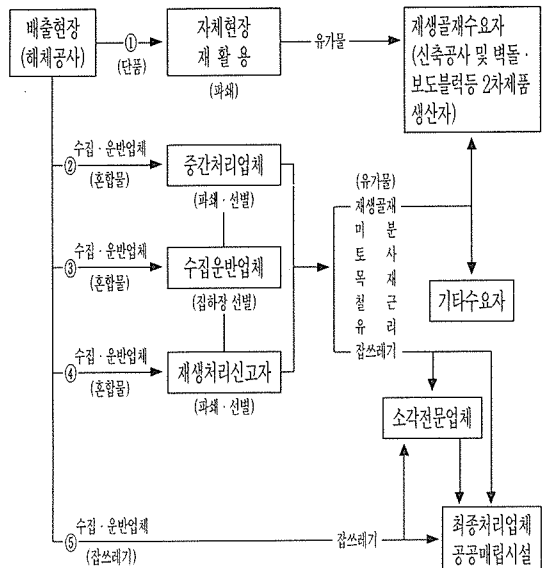 배출현장
(해체공사)
①
(단품)
자체현장
재 활 용
(파쇄)
유가물
재생골재수요자
(신축공사 및 벽돌·
보도블럭등 2차제품
생산자)
수집·운반업체
②
(혼합물)
중간처리업체
(파쇄·선별)
수집·운반업체
③
(혼합물)
수집운반업체
(집하장 선별)
수집·운반업체
④
(혼합물)
재생처리신고자
(파쇄·선별)
(유가물)
재생골재
미 분
토 사
목 재
철 근
유 리
잡쓰레기
기타수요자
소각전문업체
수집·운반업체
⑤
(잡쓰레기)
잡쓰레기
최종처리업체
공공매립시설